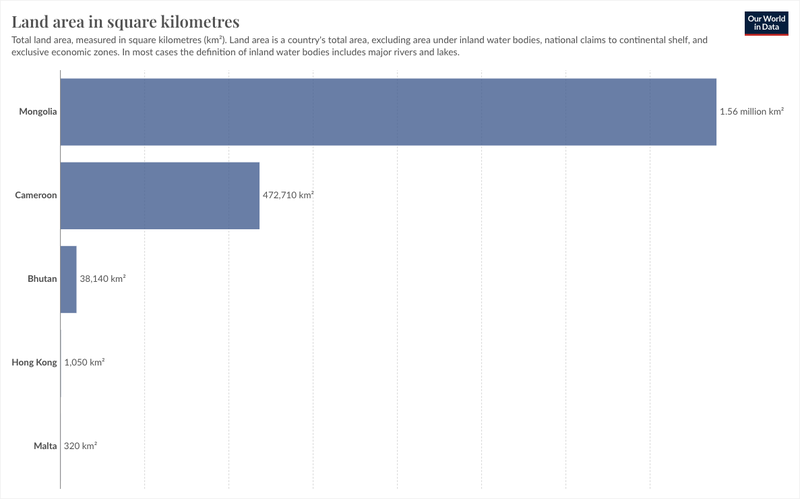 Land area in square kilometres
Our World
in Data
Total land area, measured in square kilometres (km²). Land area is a country's total area, excluding area under inland water bodies, national claims to continental shelf, and
exclusive economic zones. In most cases the definition of inland water bodies includes major rivers and lakes.
Mongolia 1.56 million km²
Cameroon 472,710 km²
Bhutan 38,140 km²
Hong Kong 1,050 km²
Malta 320 km²